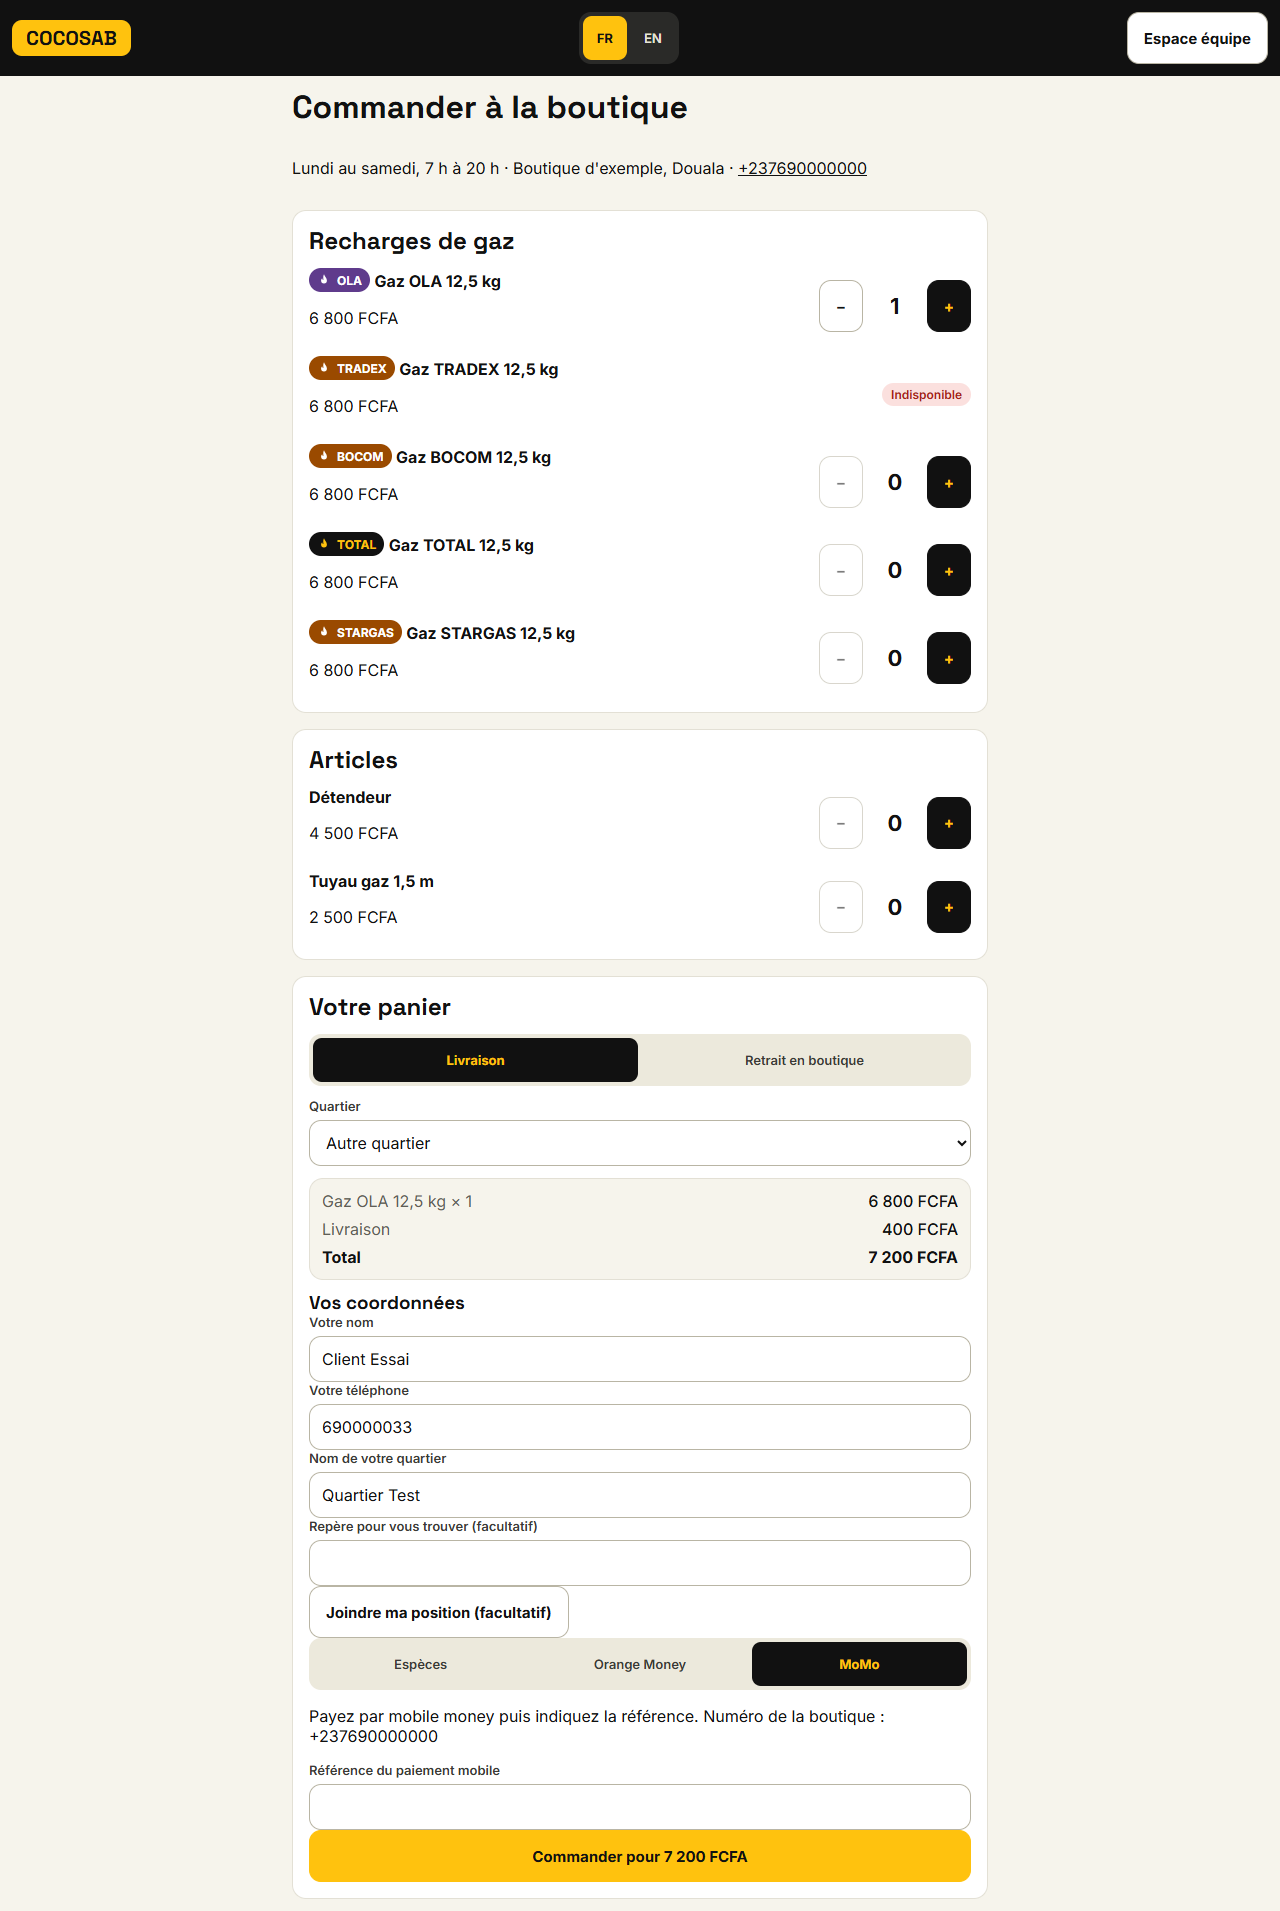 COCOSAB
FR EN
Espace équipe
Commander à la boutique
Lundi au samedi, 7 h à 20 h · Boutique d'exemple, Douala · +237690000000
Recharges de gaz
OLA Gaz OLA 12,5 kg
6 800 FCFA
− 1 +
TRADEX Gaz TRADEX 12,5 kg
6 800 FCFA
Indisponible
BOCOM Gaz BOCOM 12,5 kg
6 800 FCFA
− 0 +
TOTAL Gaz TOTAL 12,5 kg
6 800 FCFA
− 0 +
STARGAS Gaz STARGAS 12,5 kg
6 800 FCFA
− 0 +
Articles
Détendeur
4 500 FCFA
− 0 +
Tuyau gaz 1,5 m
2 500 FCFA
− 0 +
Votre panier
Livraison Retrait en boutique
Quartier
Autre quartier
Gaz OLA 12,5 kg × 1 6 800 FCFA
Livraison 400 FCFA
Total 7 200 FCFA
Vos coordonnées
Votre nom
Client Essai
Votre téléphone
690000033
Nom de votre quartier
Quartier Test
Repère pour vous trouver (facultatif)
Joindre ma position (facultatif)
Espèces Orange Money MoMo
Payez par mobile money puis indiquez la référence. Numéro de la boutique :
+237690000000
Référence du paiement mobile
Commander pour 7 200 FCFA